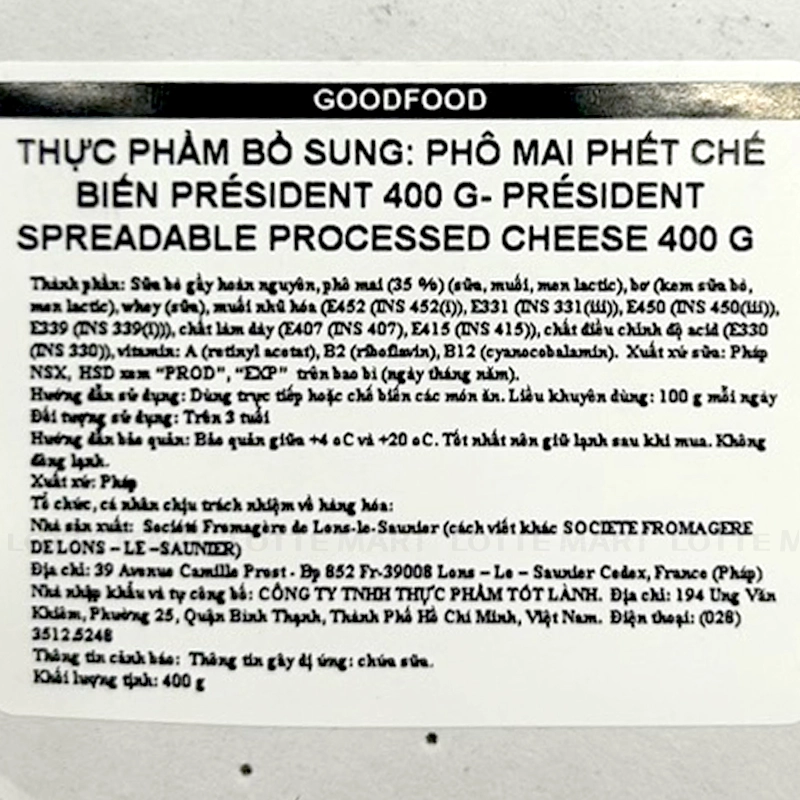 GOODFOOD
THỰC PHẨM BỔ SUNG: PHÔ MAI PHẾT CHẾ
BIẾN PRÉSIDENT 400 G- PRÉSIDENT
SPREADABLE PROCESSED CHEESE 400 G
Thành phần: Sữa bò gầy hoàn nguyên, phô mai (35 %) (sữa, muối, men lactic), bơ (kem sữa bò,
men lactic), whey (sữa), muối nhũ hóa (E452 (INS 452(i)), E331 (INS 331(iii)), E450 (INS 450(iii)),
E339 (INS 339(i))), chất làm dày (E407 (INS 407), E415 (INS 415)), chất điều chỉnh độ acid (E330
(INS 330)), vitamin: A (retinyl acetat), B2 (riboflavin), B12 (cyanocobalamin). Xuất xứ sữa: Pháp
NSX, HSD xem “PROD”, “EXP” trên bao bì (ngày tháng năm).
Hướng dẫn sử dụng: Dùng trực tiếp hoặc chế biến các món ăn. Liều khuyên dùng: 100 g mỗi ngày
Đối tượng sử dụng: Trên 3 tuổi
Hướng dẫn bảo quản: Bảo quản giữa +4 oC và +20 oC. Tốt nhất nên giữ lạnh sau khi mua. Không
đông lạnh.
Xuất xứ: Pháp
Tổ chức, cá nhân chịu trách nhiệm về hàng hóa:
Nhà sản xuất: Société Fromagère de Lons-le-Saunier (cách viết khác SOCIETE FROMAGERE
DE LONS – LE –SAUNIER)
Địa chỉ: 39 Avenue Camille Prost - Bp 852 Fr-39008 Lons – Le – Saunier Cedex, France (Pháp)
Nhà nhập khẩu và tự công bố: CÔNG TY TNHH THỰC PHẨM TỐT LÀNH. Địa chỉ: 194 Ung Văn
Khiêm, Phường 25, Quận Bình Thạnh, Thành Phố Hồ Chí Minh, Việt Nam. Điện thoại: (028)
3512.5248
Thông tin cảnh báo: Thông tin gây dị ứng: chứa sữa.
Khối lượng tịnh: 400 g
LOTTE MART LOTTE MART LOTTE MART LOTTE M